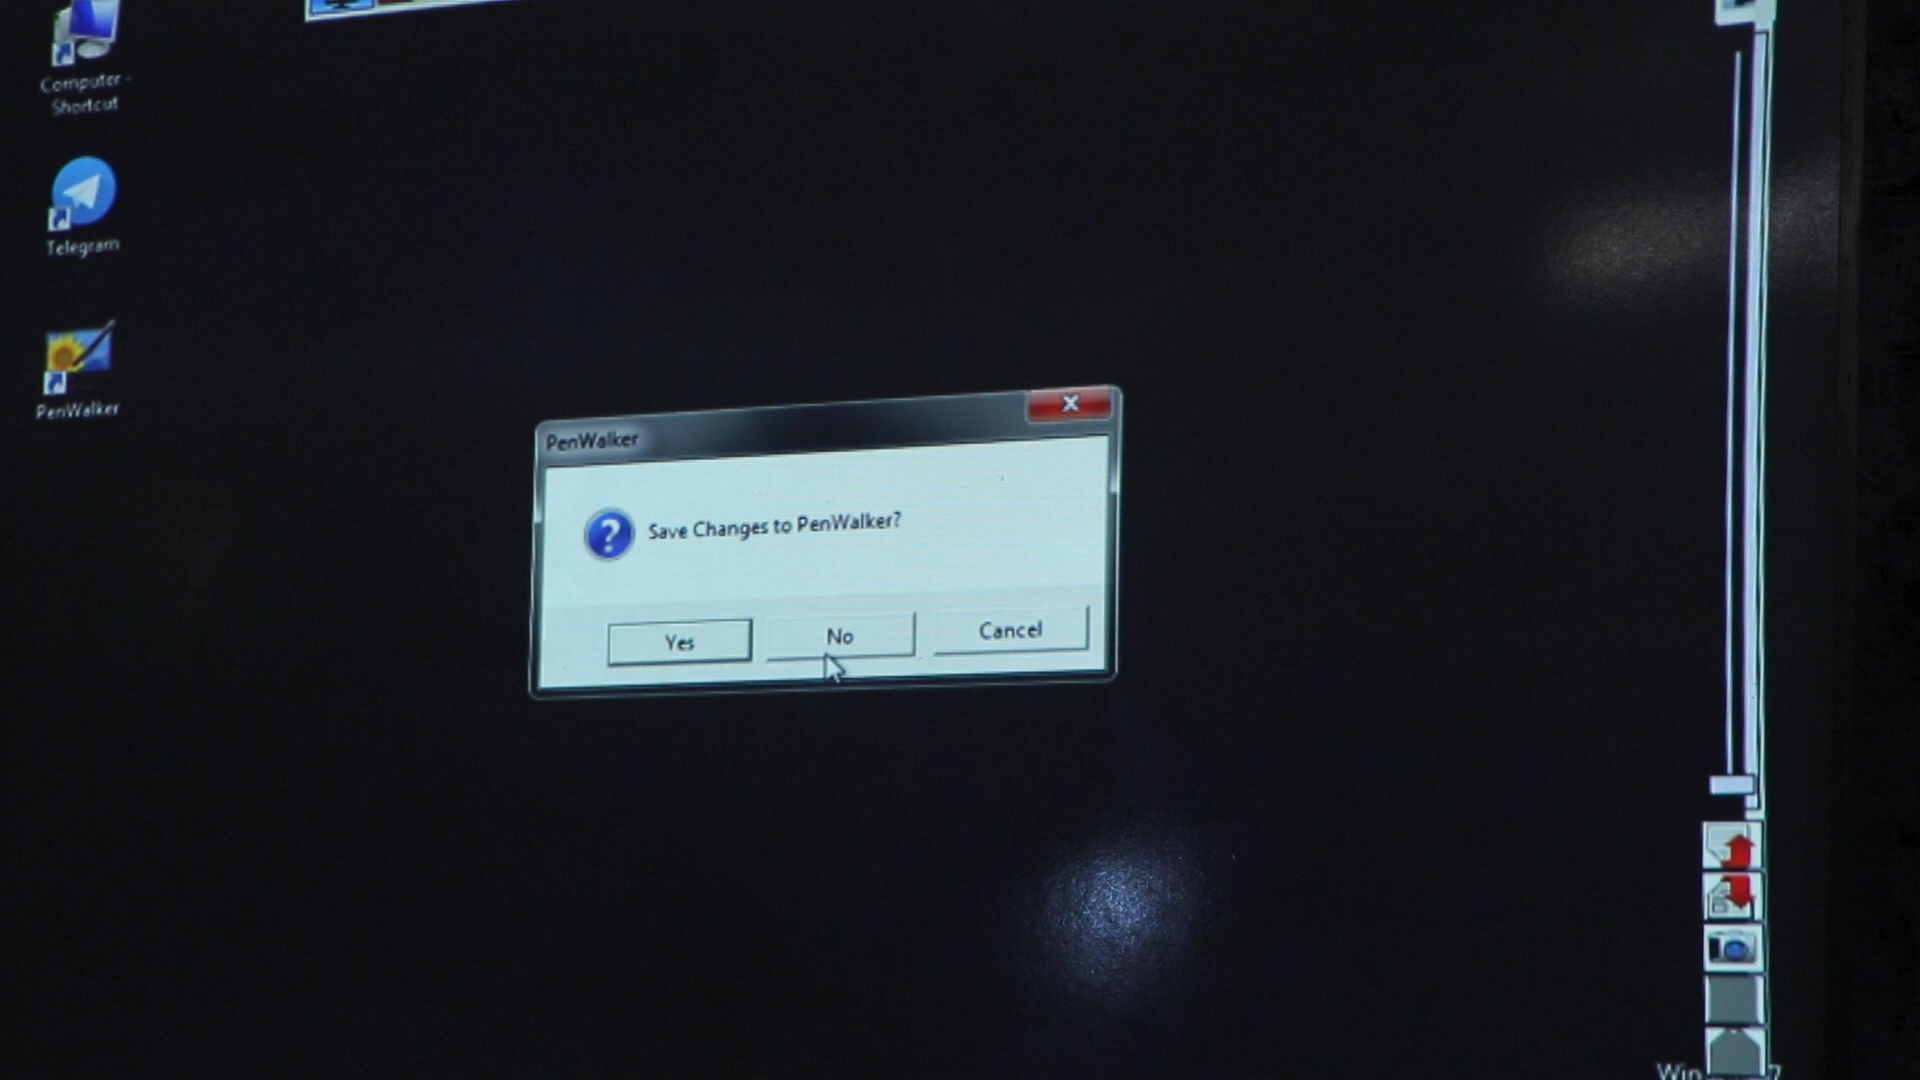 Computer -
Shortcut
Telegram
PenWalker
PenWalker
X
Save Changes to PenWalker?
Yes
No
Cancel